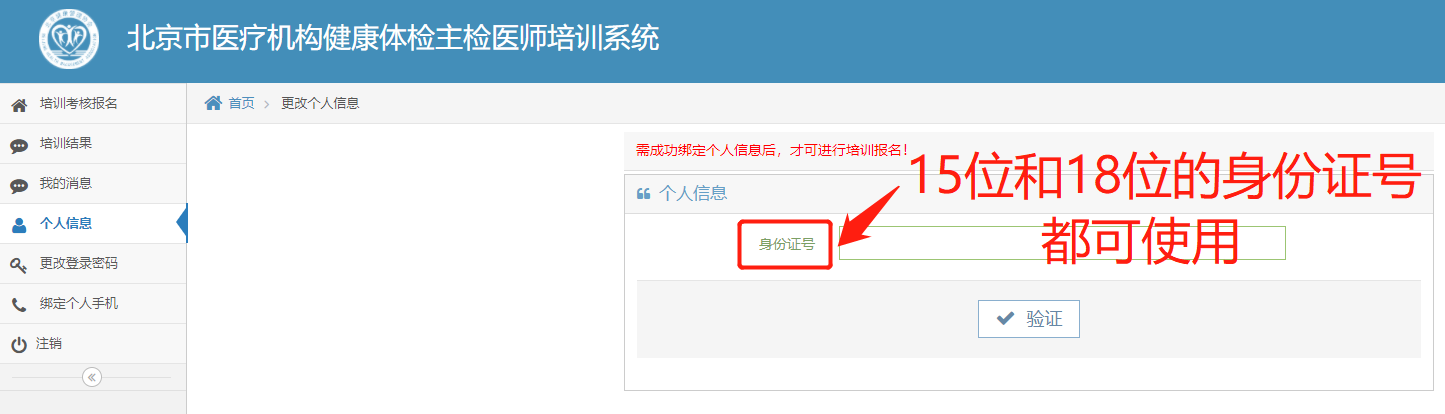 北京市医疗机构健康体检主检医师培训系统
培训考核报名
培训结果
我的消息
个人信息
更改登录密码
绑定个人手机
注销
首页 › 更改个人信息
需成功绑定个人信息后，才可进行培训报名！
个人信息
15位和18位的身份证号
都可使用
身份证号
验证